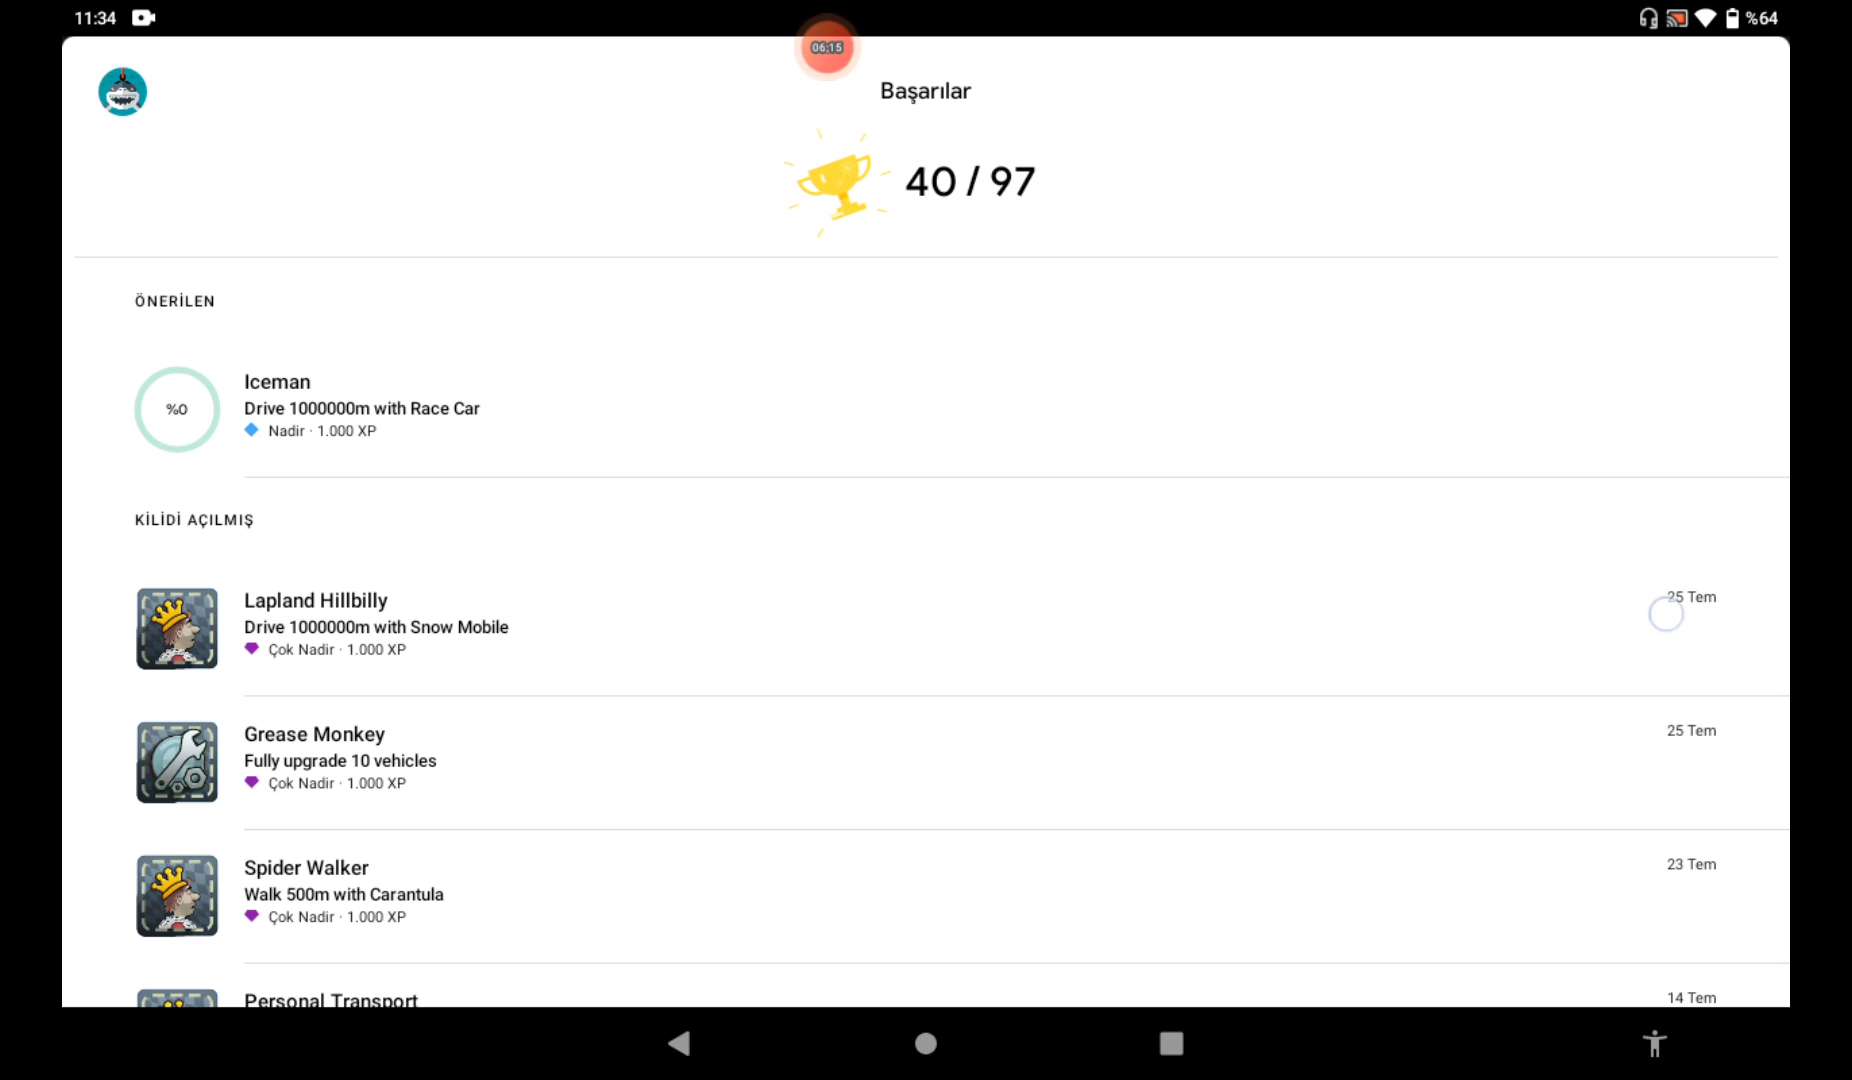 11:34
%64
06:15
Başarılar
40 / 97
ÖNERİLEN
%0
Iceman
Drive 1000000m with Race Car
Nadir · 1.000 XP
KİLİDİ AÇILMIŞ
Lapland Hillbilly
25 Tem
Drive 1000000m with Snow Mobile
Çok Nadir · 1.000 XP
Grease Monkey
25 Tem
Fully upgrade 10 vehicles
Çok Nadir · 1.000 XP
Spider Walker
23 Tem
Walk 500m with Carantula
Çok Nadir · 1.000 XP
Personal Transport
14 Tem